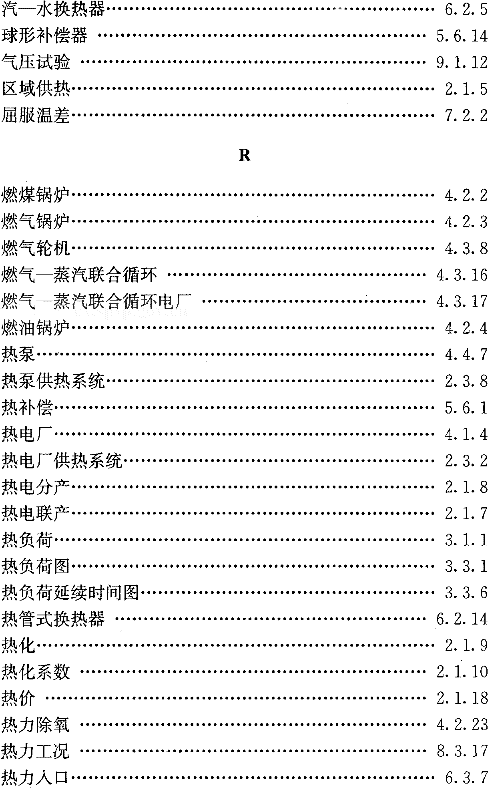 汽—水换热器…………………………………………… 6.2.5
球形补偿器 …………………………………………… 5.6.14
气压试验 …………………………………………… 9.1.12
区域供热…………………………………………… 2.1.5
屈服温差…………………………………………… 7.2.2
R
燃煤锅炉…………………………………………… 4.2.2
燃气锅炉…………………………………………… 4.2.3
燃气轮机…………………………………………… 4.3.8
燃气—蒸汽联合循环 …………………………………… 4.3.16
燃气—蒸汽联合循环电厂 ……………………………… 4.3.17
燃油锅炉…………………………………………… 4.2.4
热泵…………………………………………… 4.4.7
热泵供热系统…………………………………………… 2.3.8
热补偿…………………………………………… 5.6.1
热电厂…………………………………………… 4.1.4
热电厂供热系统…………………………………………… 2.3.2
热电分产…………………………………………… 2.1.8
热电联产…………………………………………… 2.1.7
热负荷…………………………………………… 3.1.1
热负荷图…………………………………………… 3.3.1
热负荷延续时间图…………………………………………… 3.3.6
热管式换热器 …………………………………………… 6.2.14
热化…………………………………………… 2.1.9
热化系数 …………………………………………… 2.1.10
热价 …………………………………………… 2.1.18
热力除氧 …………………………………………… 4.2.23
热力工况 …………………………………………… 8.3.17
热力入口…………………………………………… 6.3.7